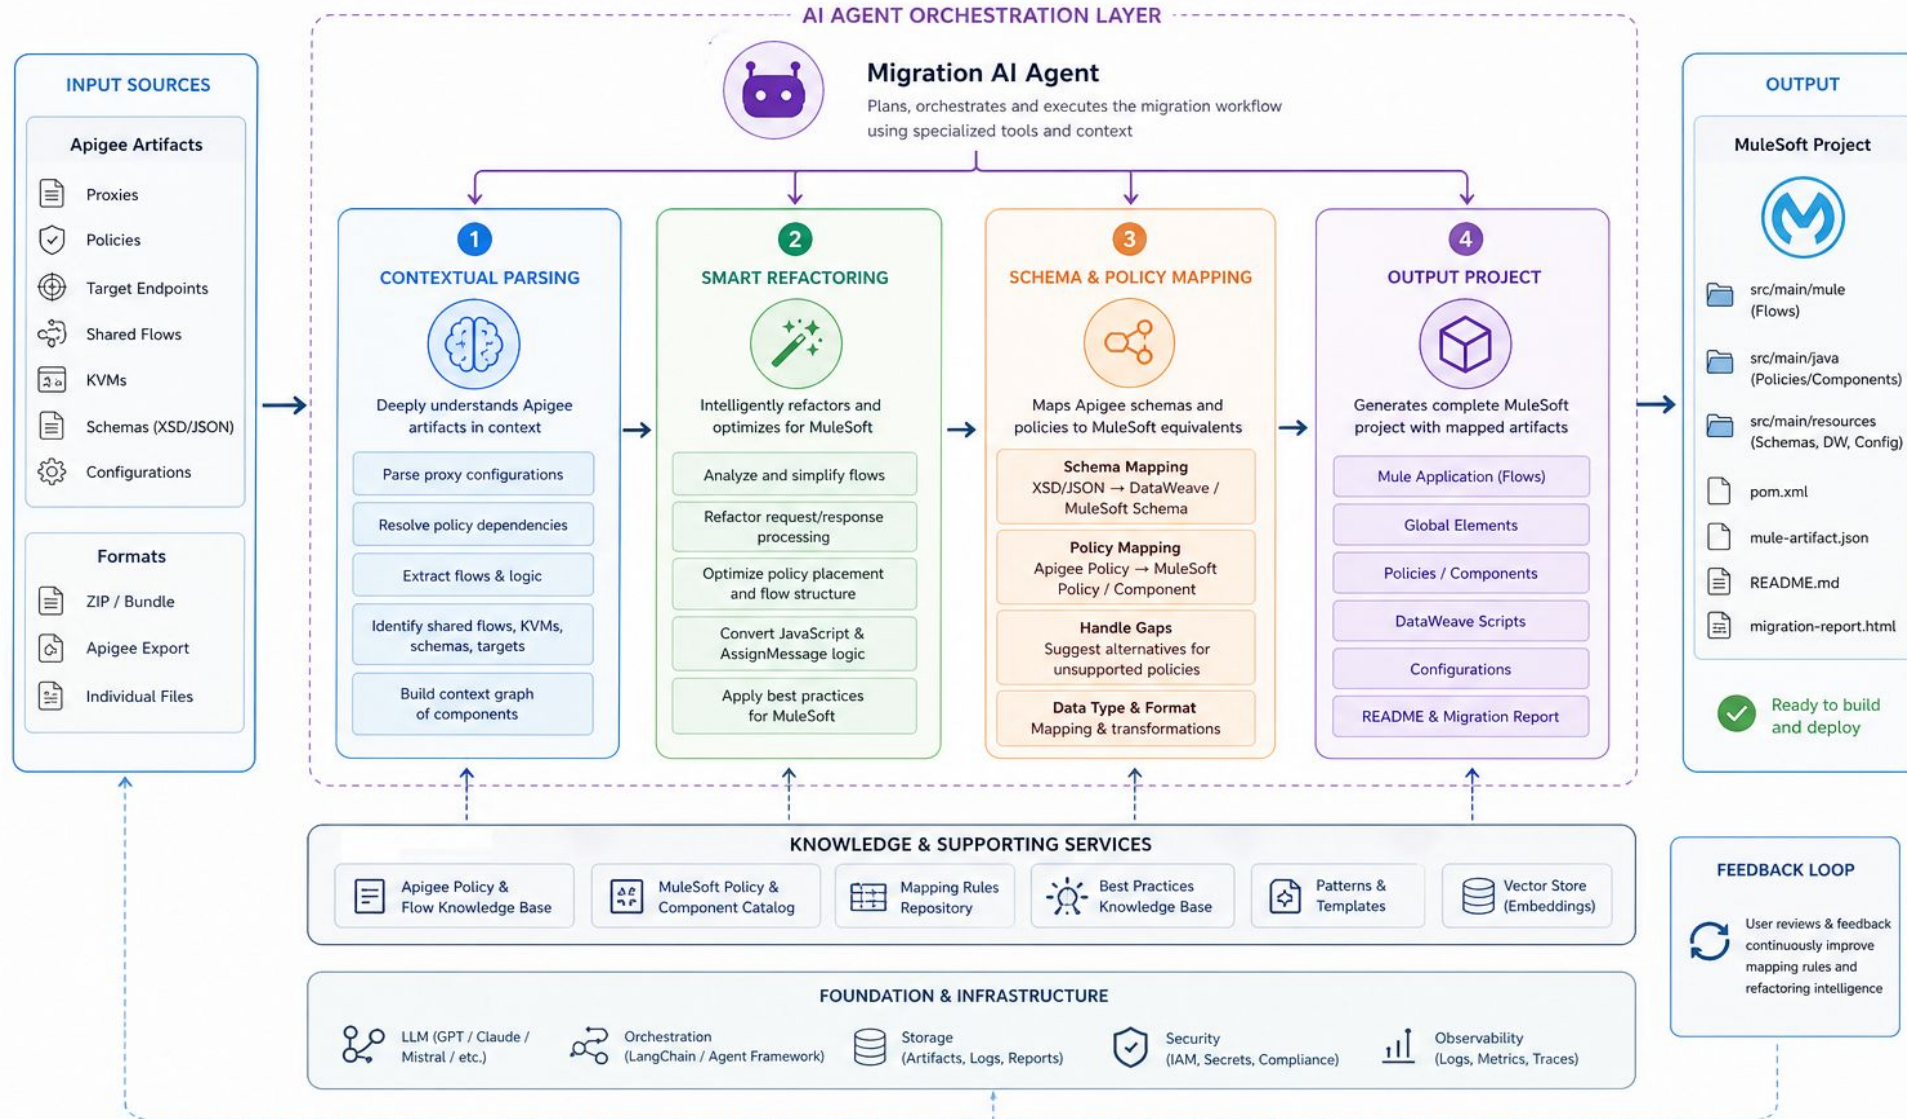 AI AGENT ORCHESTRATION LAYER
Migration AI Agent
Plans, orchestrates and executes the migration workflow
using specialized tools and context
INPUT SOURCES
Apigee Artifacts
Proxies
Policies
Target Endpoints
Shared Flows
KVMs
Schemas (XSD/JSON)
Configurations
Formats
ZIP / Bundle
Apigee Export
Individual Files
1
CONTEXTUAL PARSING
Deeply understands Apigee
artifacts in context
Parse proxy configurations
Resolve policy dependencies
Extract flows & logic
Identify shared flows, KVMs,
schemas, targets
Build context graph
of components
2
SMART REFACTORING
Intelligently refactors and
optimizes for MuleSoft
Analyze and simplify flows
Refactor request/response
processing
Optimize policy placement
and flow structure
Convert JavaScript &
AssignMessage logic
Apply best practices
for MuleSoft
3
SCHEMA & POLICY MAPPING
Maps Apigee schemas and
policies to MuleSoft equivalents
Schema Mapping
XSD/JSON → DataWeave /
MuleSoft Schema
Policy Mapping
Apigee Policy → MuleSoft
Policy / Component
Handle Gaps
Suggest alternatives for
unsupported policies
Data Type & Format
Mapping & transformations
4
OUTPUT PROJECT
Generates complete MuleSoft
project with mapped artifacts
Mule Application (Flows)
Global Elements
Policies / Components
DataWeave Scripts
Configurations
README & Migration Report
OUTPUT
MuleSoft Project
src/main/mule
(Flows)
src/main/java
(Policies/Components)
src/main/resources
(Schemas, DW, Config)
pom.xml
mule-artifact.json
README.md
migration-report.html
Ready to build
and deploy
KNOWLEDGE & SUPPORTING SERVICES
Apigee Policy &
Flow Knowledge Base
MuleSoft Policy &
Component Catalog
Mapping Rules
Repository
Best Practices
Knowledge Base
Patterns &
Templates
Vector Store
(Embeddings)
FOUNDATION & INFRASTRUCTURE
LLM (GPT / Claude /
Mistral / etc.)
Orchestration
(LangChain / Agent Framework)
Storage
(Artifacts, Logs, Reports)
Security
(IAM, Secrets, Compliance)
Observability
(Logs, Metrics, Traces)
FEEDBACK LOOP
User reviews & feedback
continuously improve
mapping rules and
refactoring intelligence